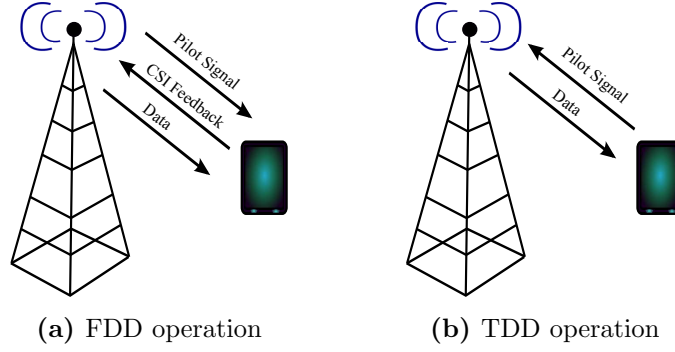 Pilot Signal
CSI Feedback
Data
Pilot Signal
Data
(a) FDD operation
(b) TDD operation